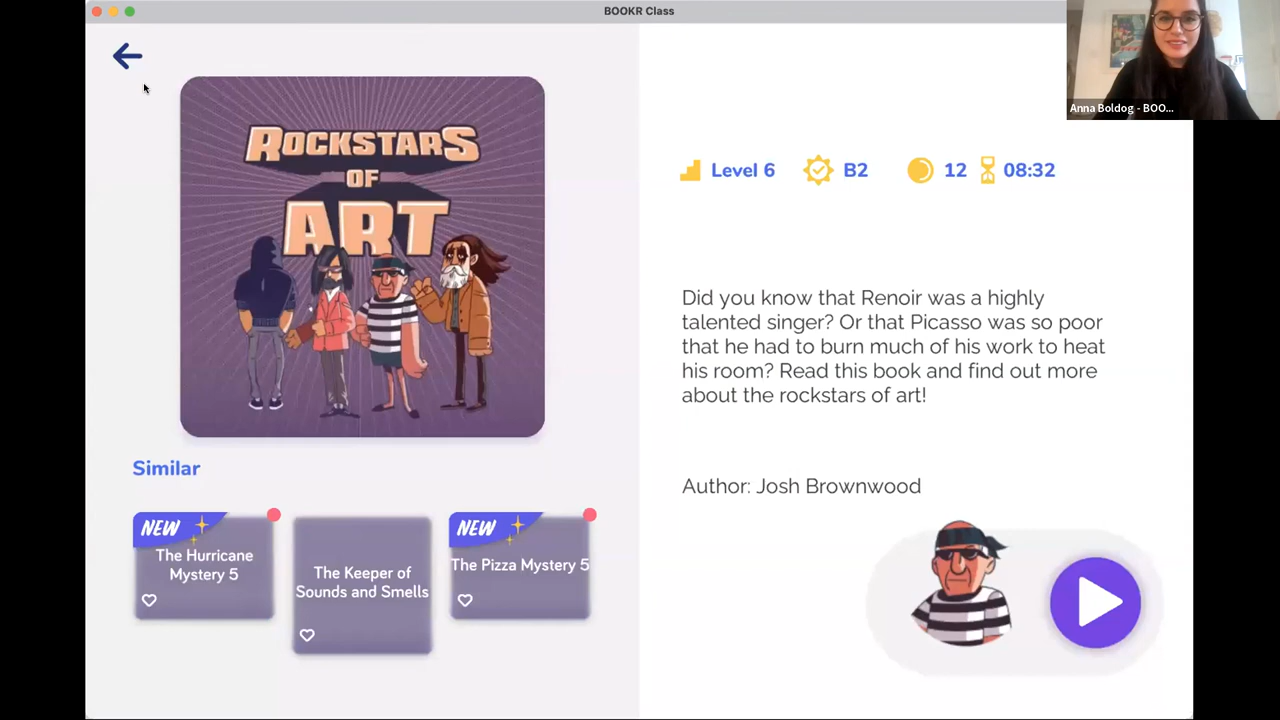 BOOKR Class
Anna Boldog - BOO...
ROCKSTARS
OF
ART
Level 6
B2
12
08:32
Did you know that Renoir was a highly
talented singer? Or that Picasso was so poor
that he had to burn much of his work to heat
his room? Read this book and find out more
about the rockstars of art!
Author: Josh Brownwood
Similar
NEW
The Hurricane
Mystery 5
The Keeper of
Sounds and Smells
NEW
The Pizza Mystery 5